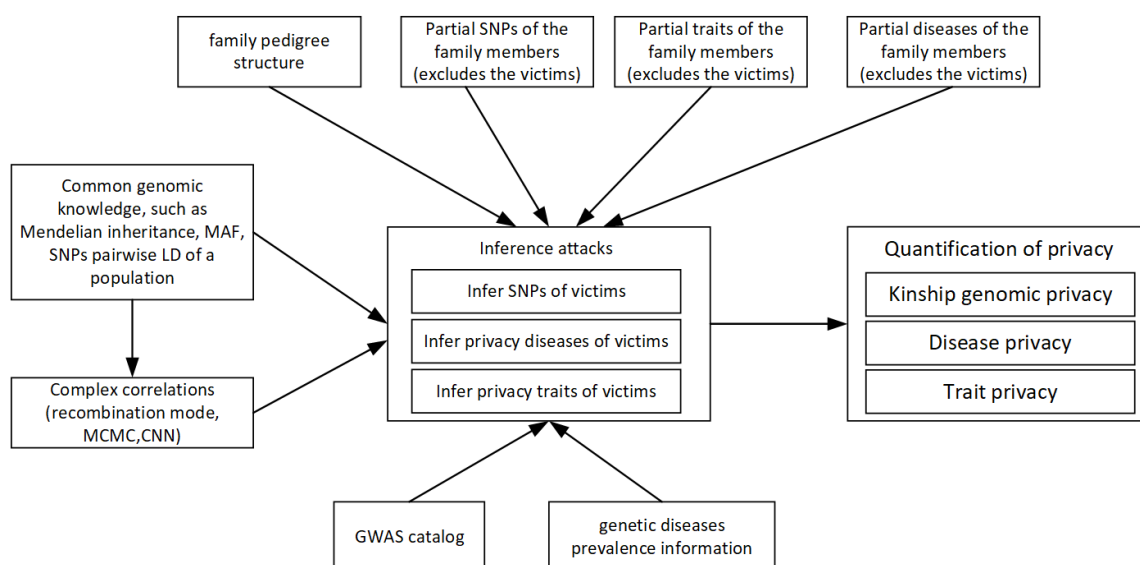 family pedigree
structure
Partial SNPs of the
family members
(excludes the victims)
Partial traits of the
family members
(excludes the victims)
Partial diseases of the
family members
(excludes the victims)
Common genomic
knowledge, such as
Mendelian inheritance, MAF,
SNPs pairwise LD of a
population
Complex correlations
(recombination mode,
MCMC,CNN)
Inference attacks
Infer SNPs of victims
Infer privacy diseases of victims
Infer privacy traits of victims
Quantification of privacy
Kinship genomic privacy
Disease privacy
Trait privacy
GWAS catalog
genetic diseases
prevalence information